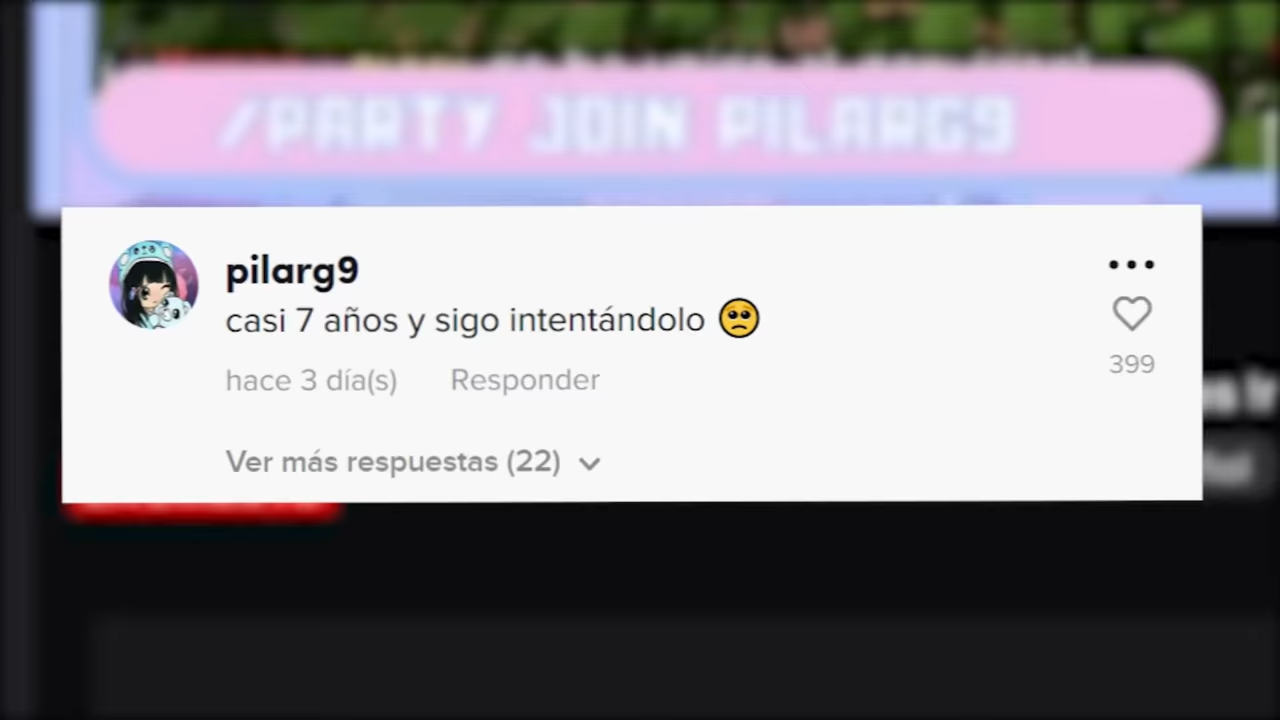 /PARTY JOIN PILARG9
pilarg9
casi 7 años y sigo intentándolo 🥺
399
hace 3 día(s) Responder
Ver más respuestas (22)